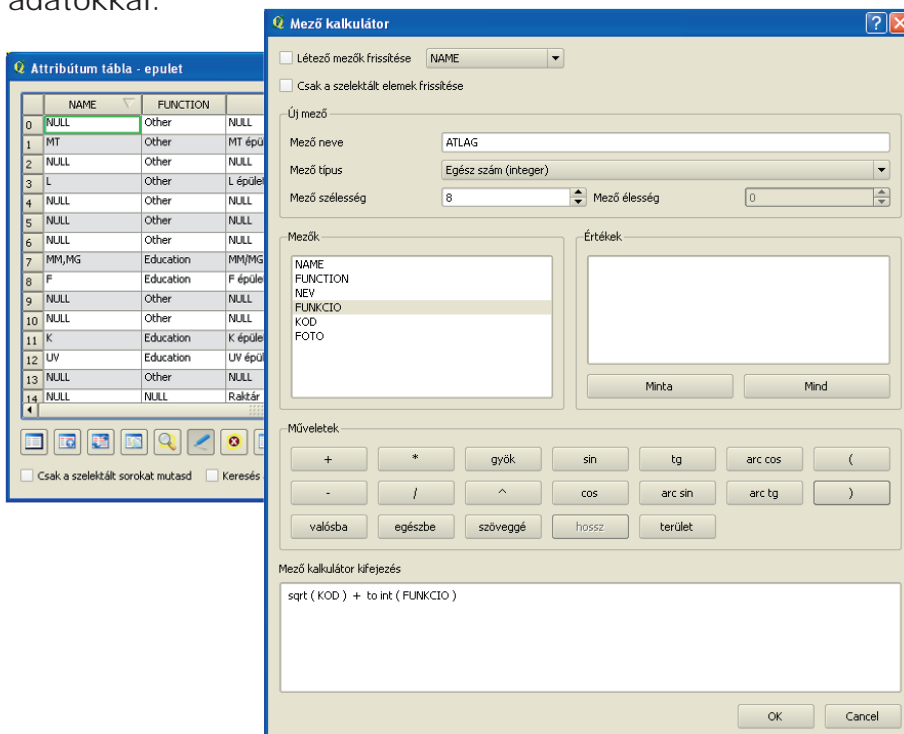 adatokkal.
Mező kalkulátor
Létező mezők frissítése NAME
Csak a szelektált elemek frissítése
Új mező
Mező neve ATLAG
Mező típus Egész szám (integer)
Mező szélesség 8 Mező élesség 0
Mezők
NAME
FUNCTION
NEV
FUNKCIO
KOD
FOTO
Értékek
Minta Mind
Műveletek
+ * gyök sin tg arc cos (
- / ^ cos arc sin arc tg )
valósba egészbe szöveggé hossz terület
Mező kalkulátor kifejezés
sqrt ( KOD ) + to int ( FUNKCIO )
OK Cancel
Attribútum tábla - epulet
NAME FUNCTION
0 NULL Other NULL
1 MT Other MT épü
2 NULL Other NULL
3 L Other L épület
4 NULL Other NULL
5 NULL Other NULL
6 NULL Other NULL
7 MM,MG Education MM/MG
8 F Education F épüle
9 NULL Other NULL
10 NULL Other NULL
11 K Education K épüle
12 UV Education UV épül
13 NULL Other NULL
14 NULL NULL Raktár
Csak a szelektált sorokat mutasd Keresés